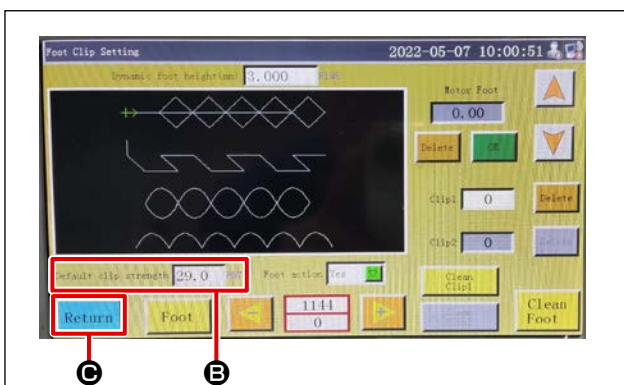 Foot Clip Setting 2022-05-07 10:00:51
Dynamic foot height(mm) 3.000
Motor Foot
0.00
Delete OK
Clip1 0 Delete
Clip2 0 Delete
Default clip strength 29.0 Foot action Yes
Clean
Clip1
Return Foot - 1144 + Clean
0 Foot
C B